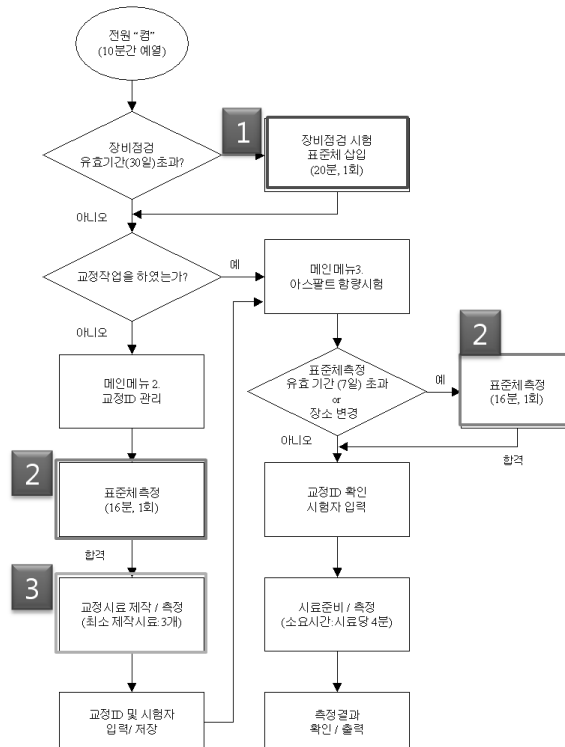 전원 “켬”
(10분간 예열)
1
장비점검
유효기간(30일)초과?
장비점검 시험
표준체 삽입
(20분, 1회)
아니오
교정작업을 하였는가?
예
메인메뉴3.
아스팔트 함량시험
아니오
2
메인메뉴 2.
교정ID 관리
표준체측정
유효 기간 (7일) 초과
or
장소 변경
예
표준체측정
(16분, 1회)
아니오
합격
2
표준체측정
(16분, 1회)
교정ID 확인
시험자 입력
합격
3
교정시료 제작 / 측정
(최소 제작시료:3개)
시료준비 / 측정
(소요시간:시료당 4분)
교정ID 및 시험자
입력/ 저장
측정결과
확인 / 출력